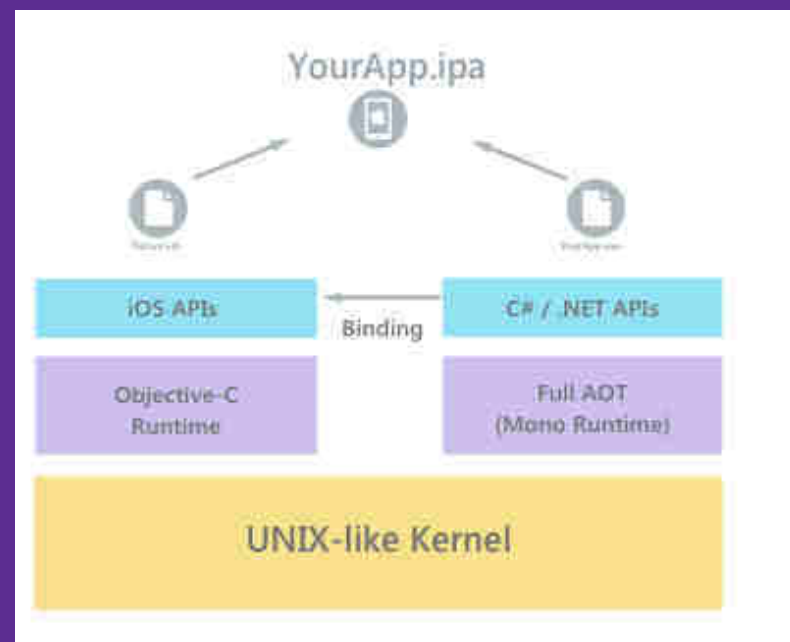 YourApp.ipa
iOS APIs
Binding
C# / .NET APIs
Objective-C
Runtime
Full AOT
(Mono Runtime)
UNIX-like Kernel